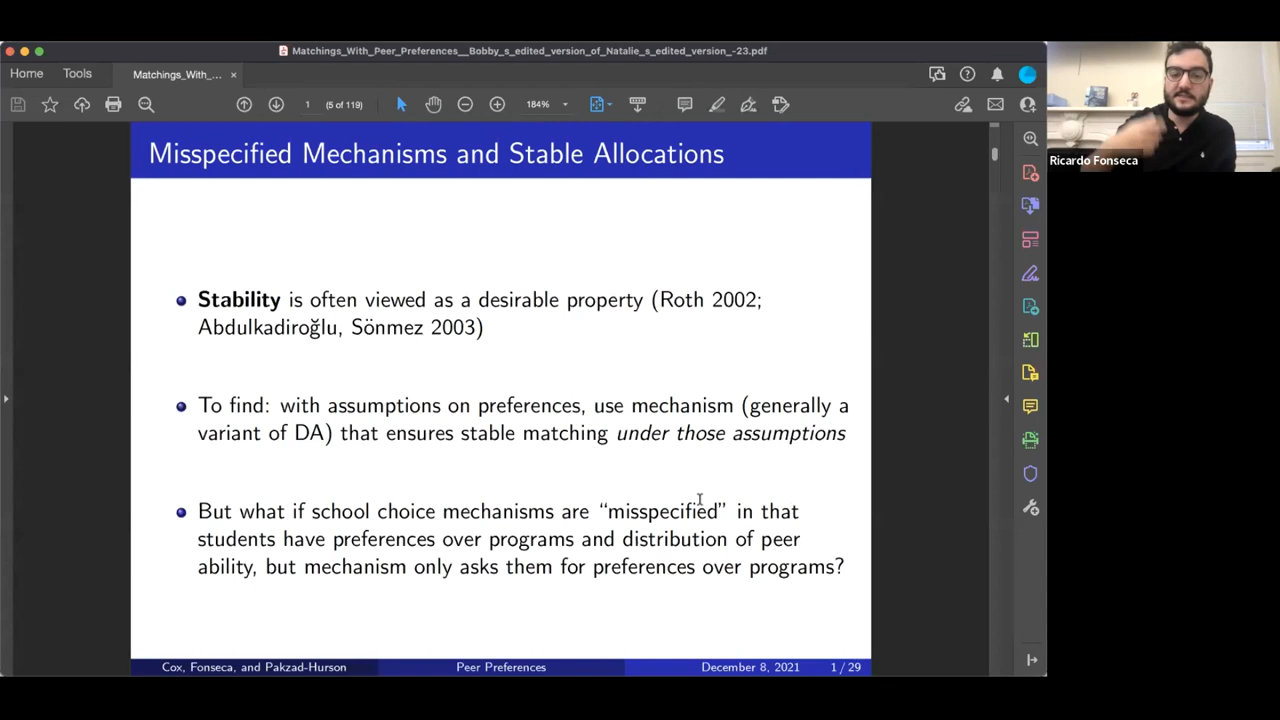 Matchings_With_Peer_Preferences__Bobby_s_edited_version_of_Natalie_s_edited_version_-23.pdf
Home Tools Matchings_With_... ×
1 (5 of 119) 184%
Ricardo Fonseca
Misspecified Mechanisms and Stable Allocations
Stability is often viewed as a desirable property (Roth 2002;
Abdulkadiroğlu, Sönmez 2003)
To find: with assumptions on preferences, use mechanism (generally a
variant of DA) that ensures stable matching under those assumptions
But what if school choice mechanisms are “misspecified” in that
students have preferences over programs and distribution of peer
ability, but mechanism only asks them for preferences over programs?
Cox, Fonseca, and Pakzad-Hurson Peer Preferences December 8, 2021 1 / 29